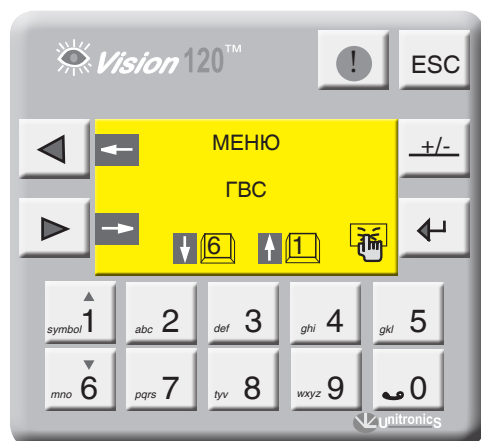 Vision 120™
! ESC
МЕНЮ
+/-
ГВС
6 1
symbol 1 abc 2 def 3 ghi 4 gkl 5
mno 6 pqrs 7 tyv 8 wxyz 9 0
Unitronics